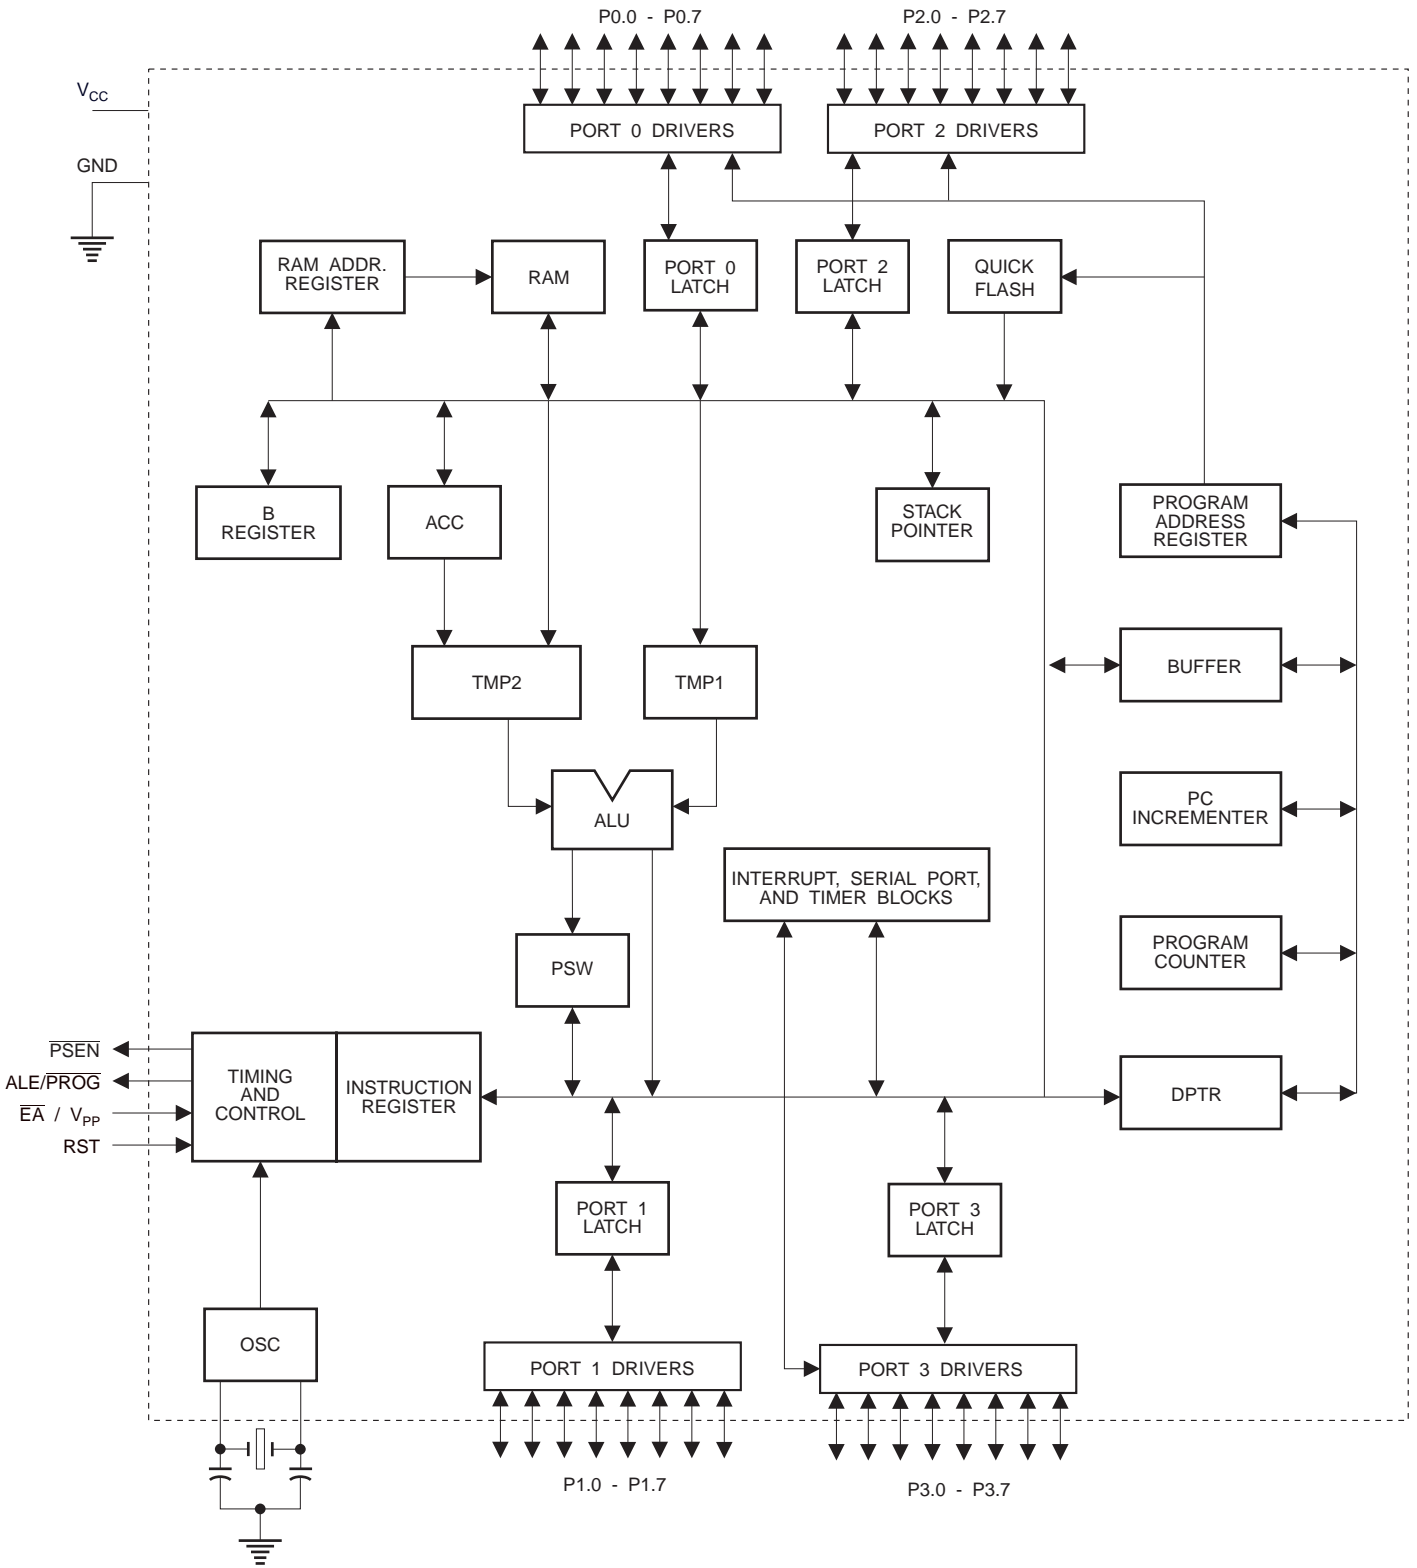 P0.0 - P0.7
P2.0 - P2.7
VCC
GND
PORT 0 DRIVERS
PORT 2 DRIVERS
RAM ADDR.
REGISTER
RAM
PORT 0
LATCH
PORT 2
LATCH
QUICK
FLASH
B
REGISTER
ACC
STACK
POINTER
PROGRAM
ADDRESS
REGISTER
TMP2
TMP1
BUFFER
ALU
PC
INCREMENTER
INTERRUPT, SERIAL PORT,
AND TIMER BLOCKS
PSW
PROGRAM
COUNTER
PSEN
ALE/PROG
EA / VPP
RST
TIMING
AND
CONTROL
INSTRUCTION
REGISTER
DPTR
PORT 1
LATCH
PORT 3
LATCH
OSC
PORT 1 DRIVERS
PORT 3 DRIVERS
P1.0 - P1.7
P3.0 - P3.7